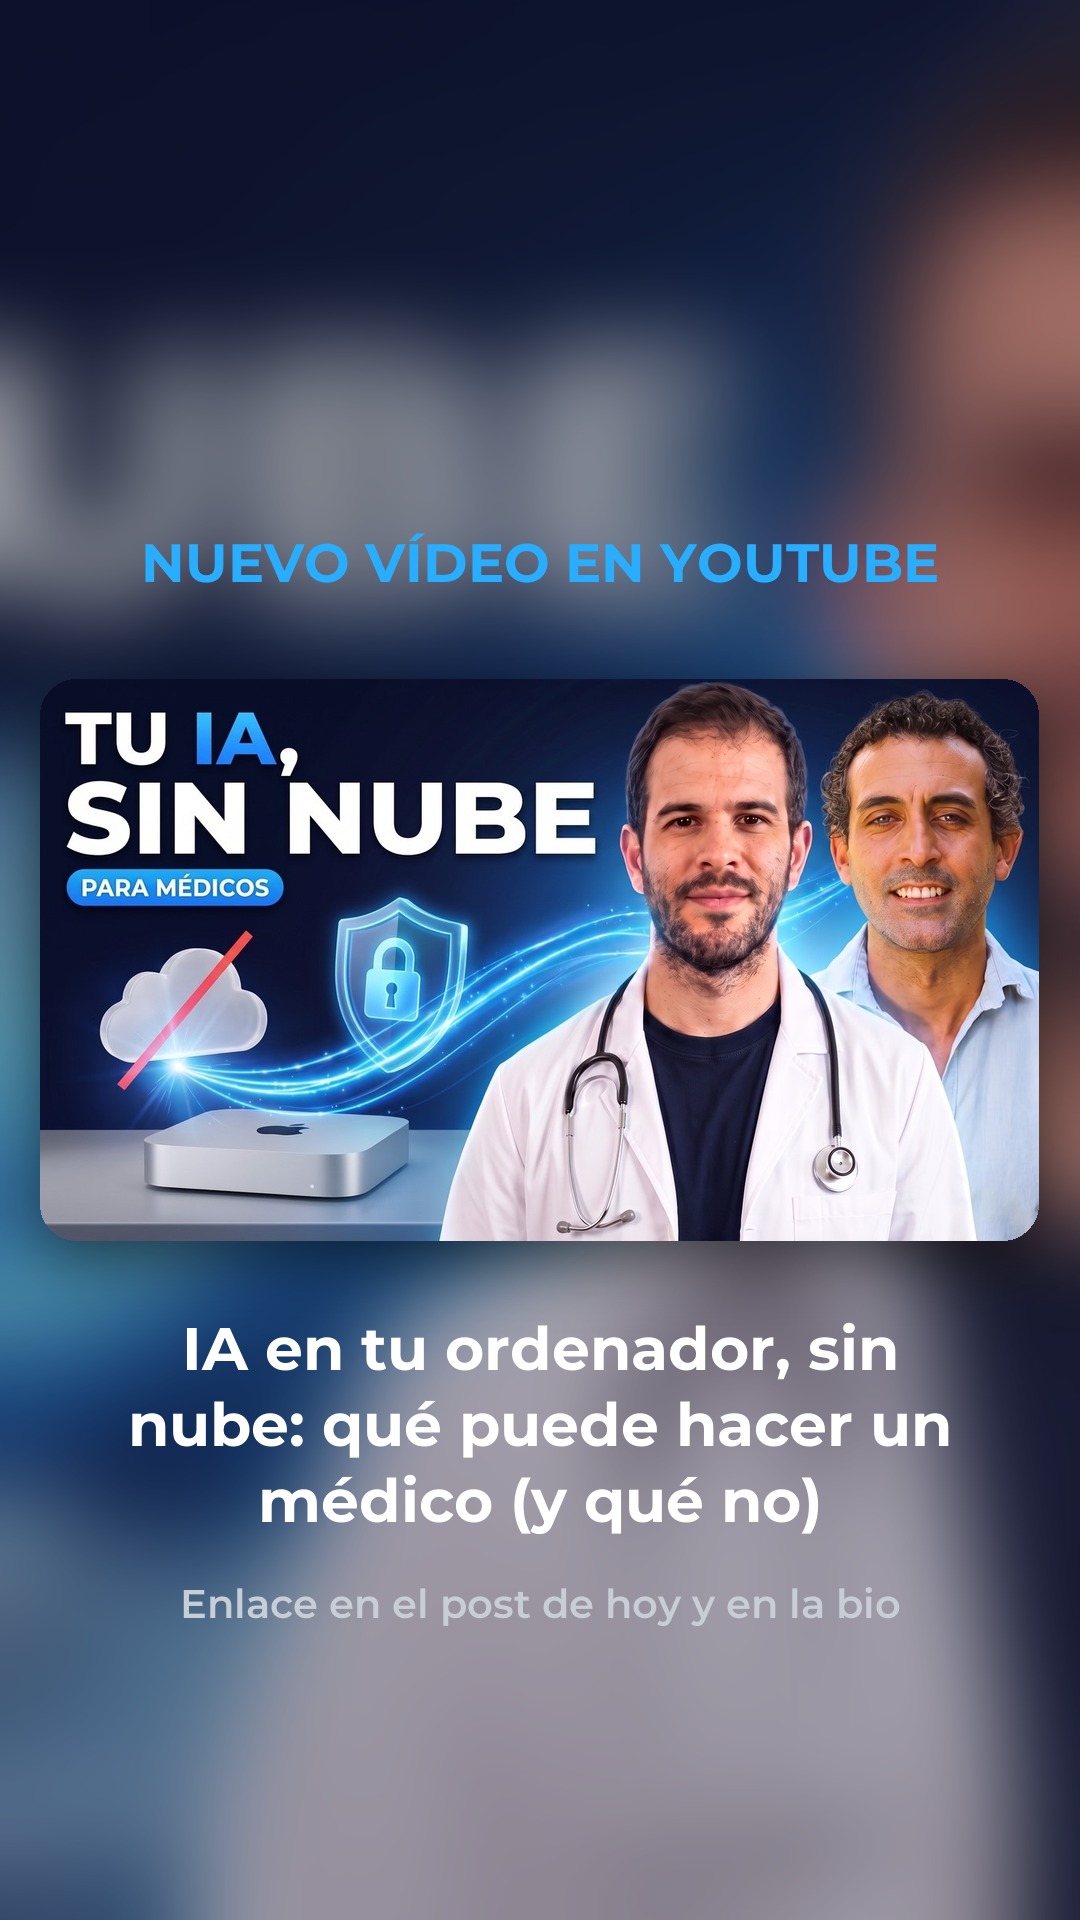 NUEVO VÍDEO EN YOUTUBE
TU IA,
SIN NUBE
PARA MÉDICOS
IA en tu ordenador, sin
nube: qué puede hacer un
médico (y qué no)
Enlace en el post de hoy y en la bio